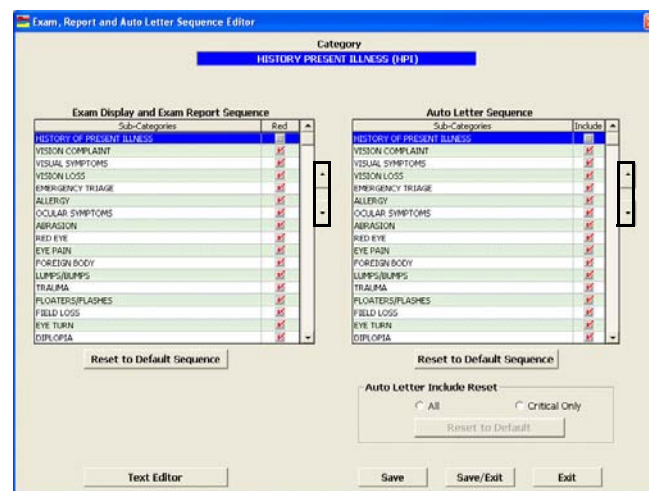 Exam, Report and Auto Letter Sequence Editor
Category
HISTORY PRESENT ILLNESS (HPI)
Exam Display and Exam Report Sequence
Sub-Categories Red
HISTORY OF PRESENT ILLNESS
VISION COMPLAINT
VISUAL SYMPTOMS
VISION LOSS
EMERGENCY TRIAGE
ALLERGY
OCULAR SYMPTOMS
ABRASION
RED EYE
EYE PAIN
FOREIGN BODY
LUMPS/BUMPS
TRAUMA
FLOATERS/FLASHES
FIELD LOSS
EYE TURN
DIPLOPIA
Reset to Default Sequence
Auto Letter Sequence
Sub-Categories Include
HISTORY OF PRESENT ILLNESS
VISION COMPLAINT
VISUAL SYMPTOMS
VISION LOSS
EMERGENCY TRIAGE
ALLERGY
OCULAR SYMPTOMS
ABRASION
RED EYE
EYE PAIN
FOREIGN BODY
LUMPS/BUMPS
TRAUMA
FLOATERS/FLASHES
FIELD LOSS
EYE TURN
DIPLOPIA
Reset to Default Sequence
Auto Letter Include Reset
All Critical Only
Reset to Default
Text Editor Save Save/Exit Exit